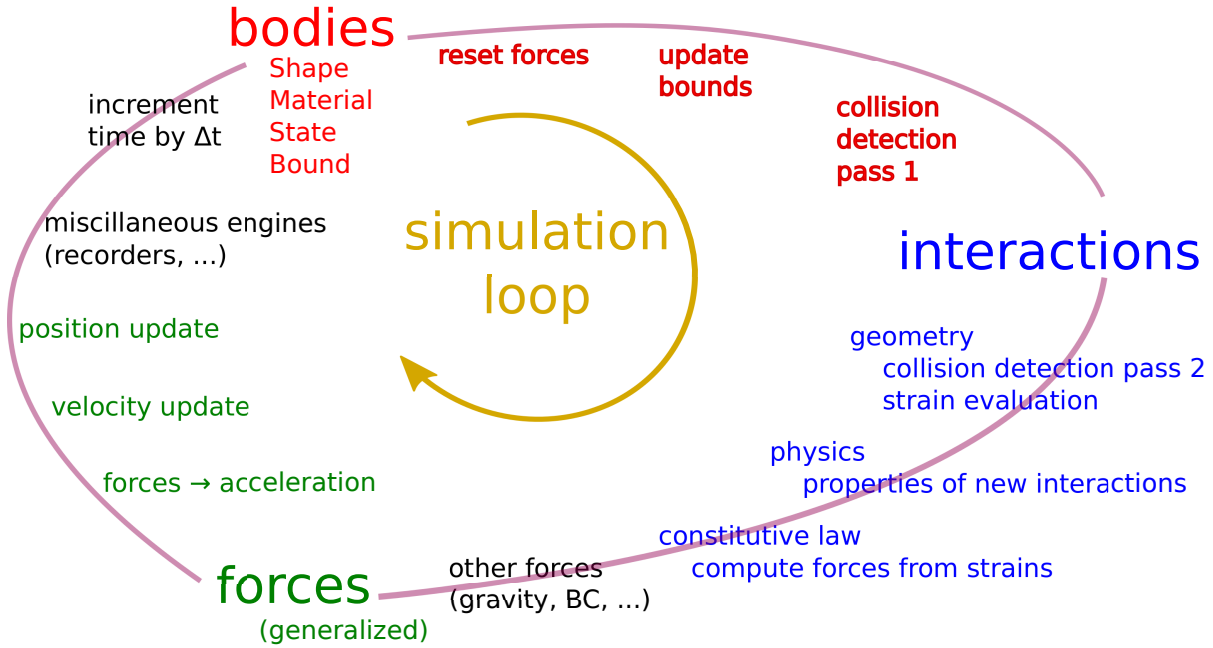 bodies
Shape
Material
State
Bound
reset forces
update
bounds
collision
detection
pass 1
interactions
geometry
collision detection pass 2
strain evaluation
physics
properties of new interactions
constitutive law
compute forces from strains
other forces
(gravity, BC, ...)
forces
(generalized)
forces → acceleration
velocity update
position update
miscillaneous engines
(recorders, ...)
increment
time by Δt
simulation
loop